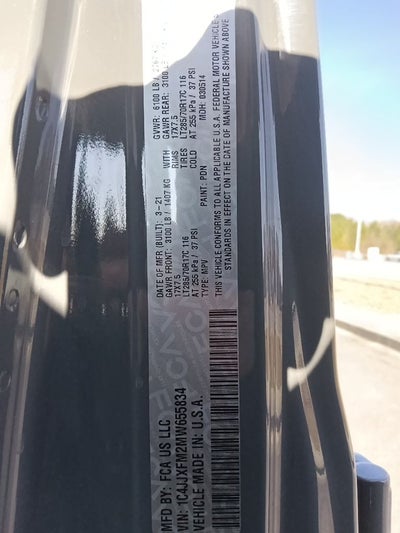 MFD BY: FCA US LLC
DATE OF MFR (BUILT): 3-21
GVWR: 6100 LB /
GAWR FRONT: 3100 LB / 1407 KG WITH
GAWR REAR: 3100 LB
17X7.5 RIMS 17X7.5
LT285/70R17C 116 TIRES LT285/70R17C 116
AT 255 kPa / 37 PSI COLD AT 255 kPa / 37 PSI
TYPE: MPV PAINT: PDN MDH: 030514
VIN: 1C4JJXFM2MW655834
VEHICLE MADE IN: U.S.A.
THIS VEHICLE CONFORMS TO ALL APPLICABLE U.S.A. FEDERAL MOTOR VEHICLE
STANDARDS IN EFFECT ON THE DATE OF MANUFACTURE SHOWN ABOVE